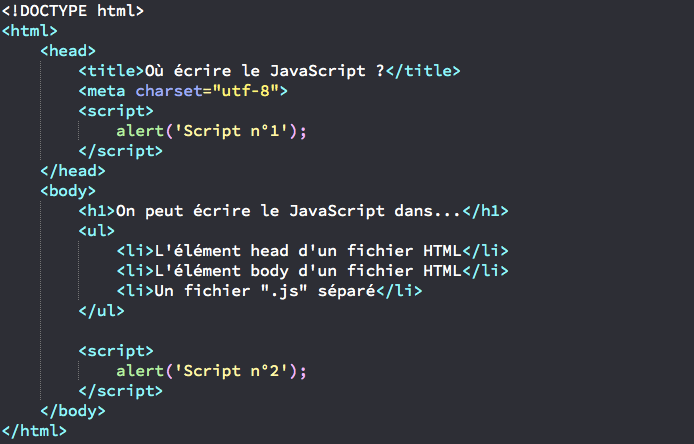 <!DOCTYPE html>
<html>
    <head>
        <title>Où écrire le JavaScript ?</title>
        <meta charset="utf-8">
        <script>
            alert('Script n°1');
        </script>
    </head>
    <body>
        <h1>On peut écrire le JavaScript dans...</h1>
        <ul>
            <li>L'élément head d'un fichier HTML</li>
            <li>L'élément body d'un fichier HTML</li>
            <li>Un fichier ".js" séparé</li>
        </ul>

        <script>
            alert('Script n°2');
        </script>
    </body>
</html>